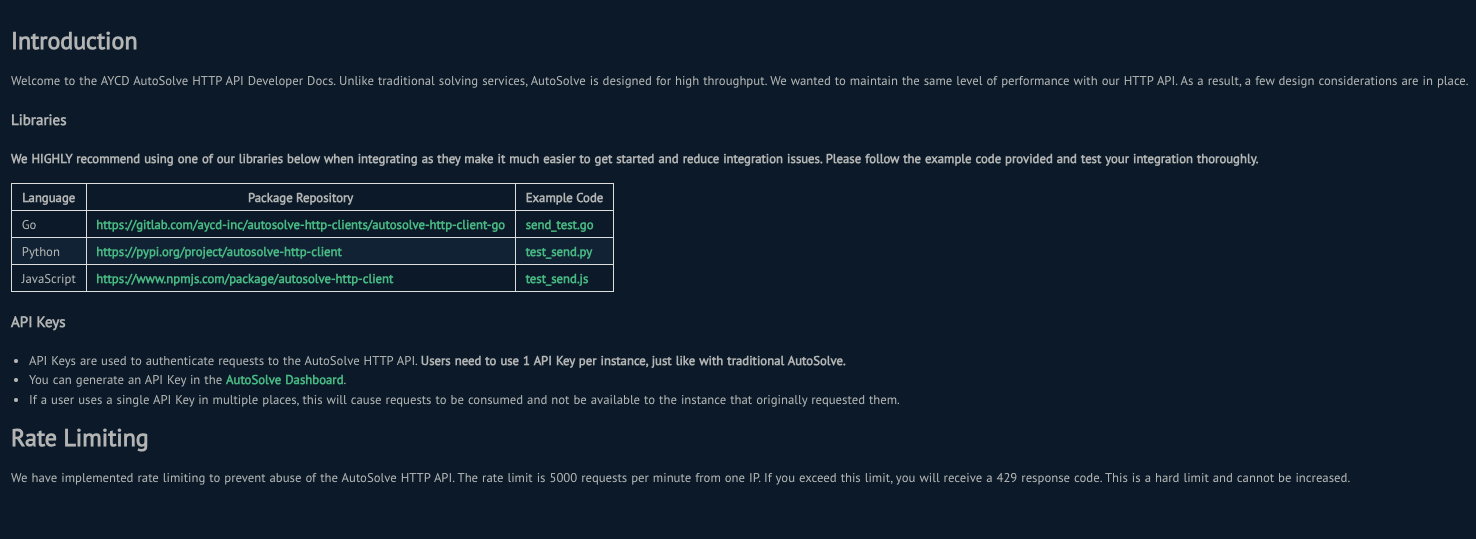 Introduction
Welcome to the AYCD AutoSolve HTTP API Developer Docs. Unlike traditional solving services, AutoSolve is designed for high throughput. We wanted to maintain the same level of performance with our HTTP API. As a result, a few design considerations are in place.
Libraries
We HIGHLY recommend using one of our libraries below when integrating as they make it much easier to get started and reduce integration issues. Please follow the example code provided and test your integration thoroughly.
Language Package Repository Example Code
Go https://gitlab.com/aycd-inc/autosolve-http-clients/autosolve-http-client-go send_test.go
Python https://pypi.org/project/autosolve-http-client test_send.py
JavaScript https://www.npmjs.com/package/autosolve-http-client test_send.js
API Keys
• API Keys are used to authenticate requests to the AutoSolve HTTP API. Users need to use 1 API Key per instance, just like with traditional AutoSolve.
• You can generate an API Key in the AutoSolve Dashboard.
• If a user uses a single API Key in multiple places, this will cause requests to be consumed and not be available to the instance that originally requested them.
Rate Limiting
We have implemented rate limiting to prevent abuse of the AutoSolve HTTP API. The rate limit is 5000 requests per minute from one IP. If you exceed this limit, you will receive a 429 response code. This is a hard limit and cannot be increased.